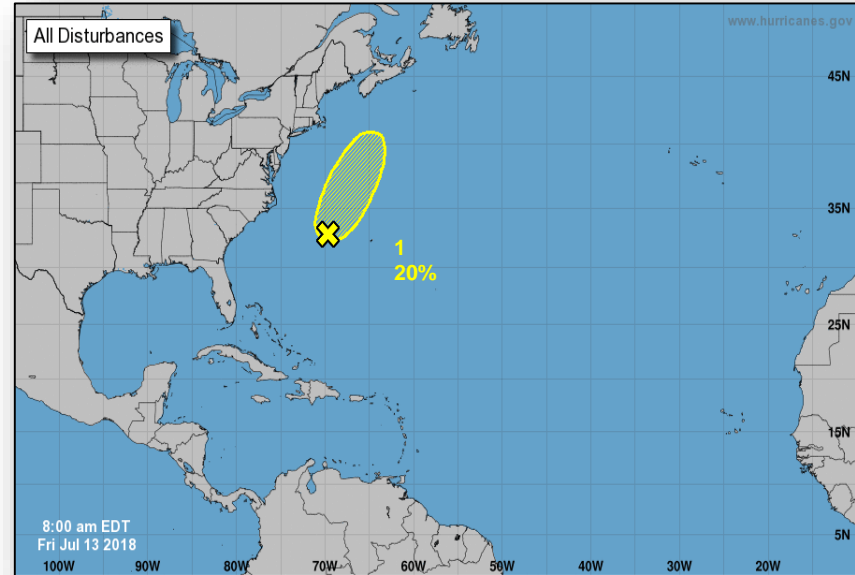 All Disturbances
www.hurricanes.gov
45N
35N
1
20%
25N
15N
8:00 am EDT
Fri Jul 13 2018
5N
100W 90W 80W 70W 60W 50W 40W 30W 20W